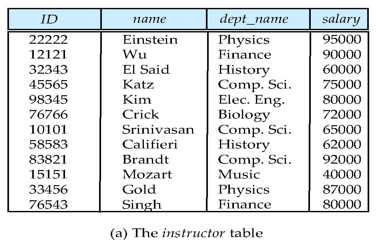 ID name dept_name salary
22222 Einstein Physics 95000
12121 Wu Finance 90000
32343 El Said History 60000
45565 Katz Comp. Sci. 75000
98345 Kim Elec. Eng. 80000
76766 Crick Biology 72000
10101 Srinivasan Comp. Sci. 65000
58583 Califieri History 62000
83821 Brandt Comp. Sci. 92000
15151 Mozart Music 40000
33456 Gold Physics 87000
76543 Singh Finance 80000
(a) The instructor table